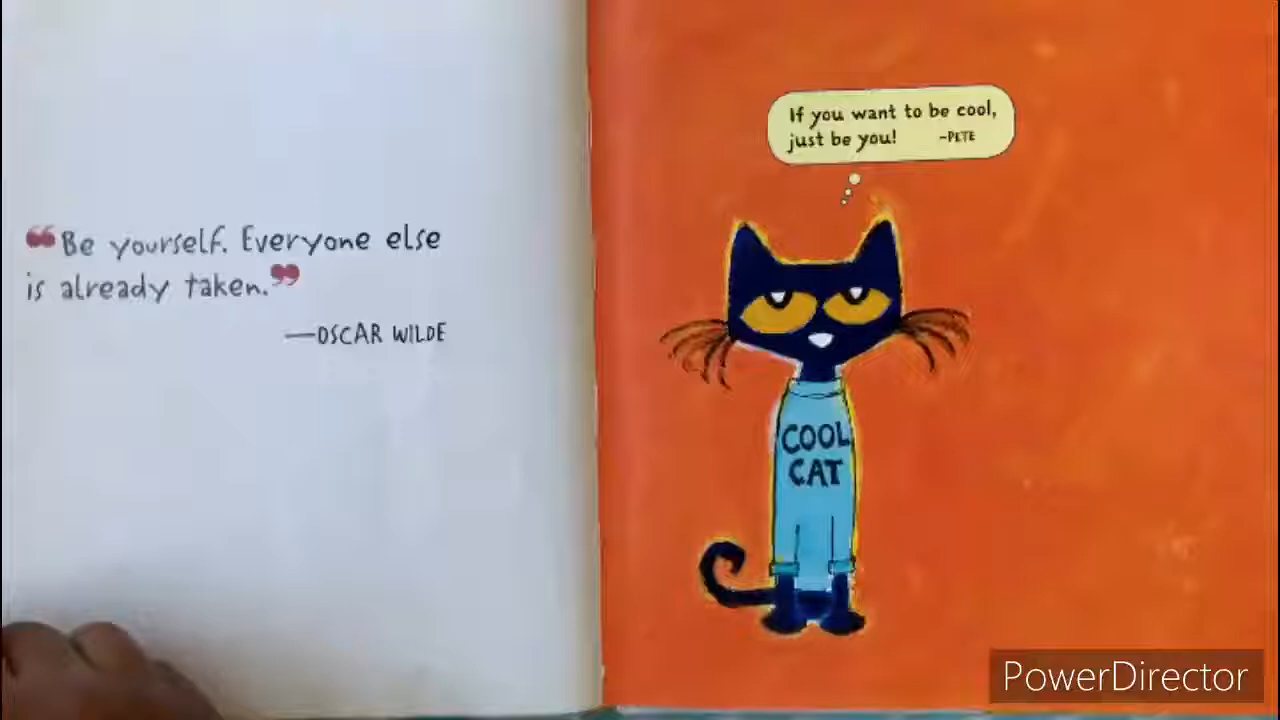 ❝Be yourself. Everyone else
is already taken.❞
—OSCAR WILDE
If you want to be cool,
just be you! -PETE
COOL
CAT
PowerDirector